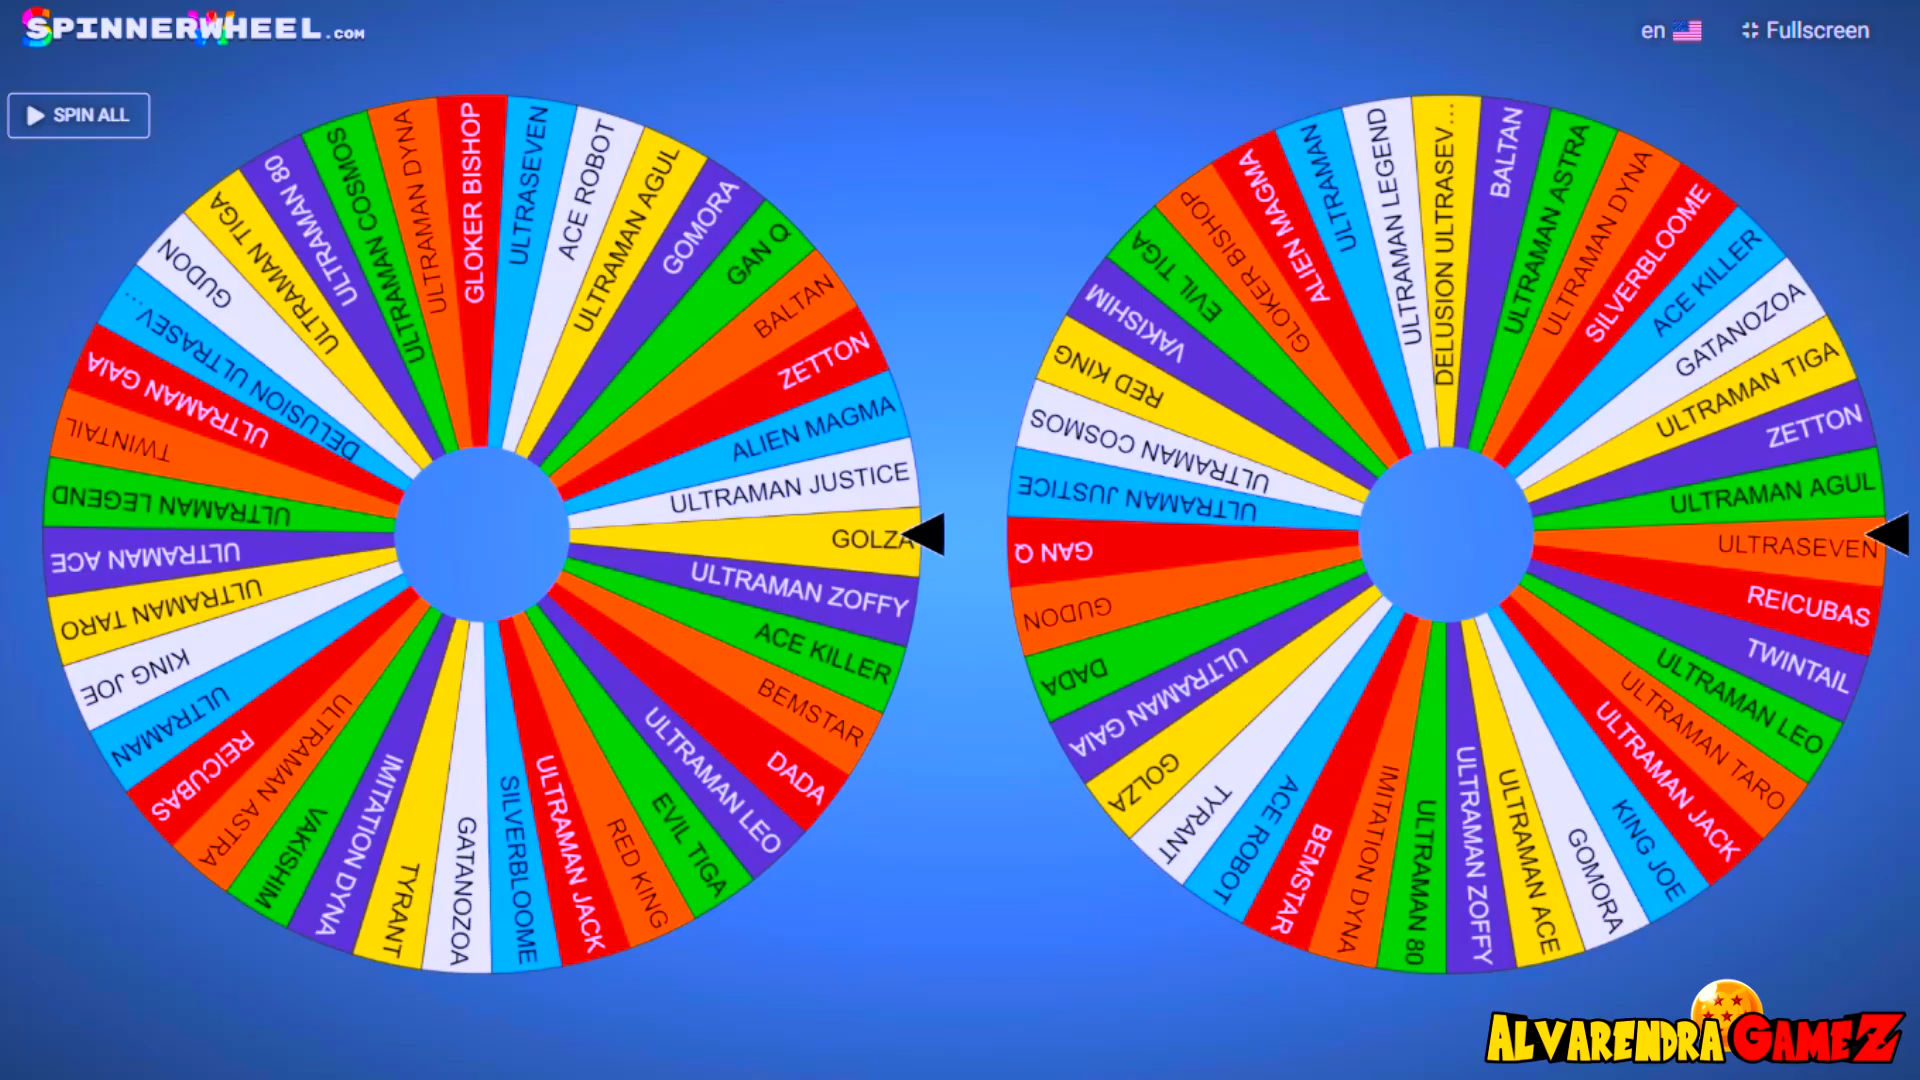 SPINNERWHEEL.COM
en
Fullscreen
SPIN ALL
GLOKER BISHOP
ULTRASEVEN
ACE ROBOT
ULTRAMAN AGUL
GOMORA
GAN Q
BALTAN
ZETTON
ALIEN MAGMA
ULTRAMAN JUSTICE
GOLZA
ULTRAMAN ZOFFY
ACE KILLER
BEMSTAR
DADA
ULTRAMAN LEO
EVIL TIGA
RED KING
ULTRAMAN JACK
SILVERBLOOME
GATANOZOA
TYRANT
IMITATION DYNA
VAKISHIM
ULTRAMAN ASTRA
REICUBAS
ULTRAMAN
KING JOE
ULTRAMAN TARO
ULTRAMAN ACE
ULTRAMAN LEGEND
TWINTAIL
ULTRAMAN GAIA
DELUSION ULTRASEV...
GUDON
ULTRAMAN TIGA
ULTRAMAN 80
ULTRAMAN COSMOS
ULTRAMAN DYNA
DELUSION ULTRASEV...
BALTAN
ULTRAMAN ASTRA
ULTRAMAN DYNA
SILVERBLOOME
ACE KILLER
GATANOZOA
ULTRAMAN TIGA
ZETTON
ULTRAMAN AGUL
ULTRASEVEN
REICUBAS
TWINTAIL
ULTRAMAN LEO
ULTRAMAN TARO
ULTRAMAN JACK
KING JOE
GOMORA
ULTRAMAN ACE
ULTRAMAN ZOFFY
ULTRAMAN 80
IMITATION DYNA
BEMSTAR
ACE ROBOT
TYRANT
GOLZA
ULTRAMAN GAIA
DADA
GUDON
GAN Q
ULTRAMAN JUSTICE
ULTRAMAN COSMOS
RED KING
VAKISHIM
EVIL TIGA
GLOKER BISHOP
ALIEN MAGMA
ULTRAMAN
ULTRAMAN LEGEND
ALVARENDRA GAMEZ